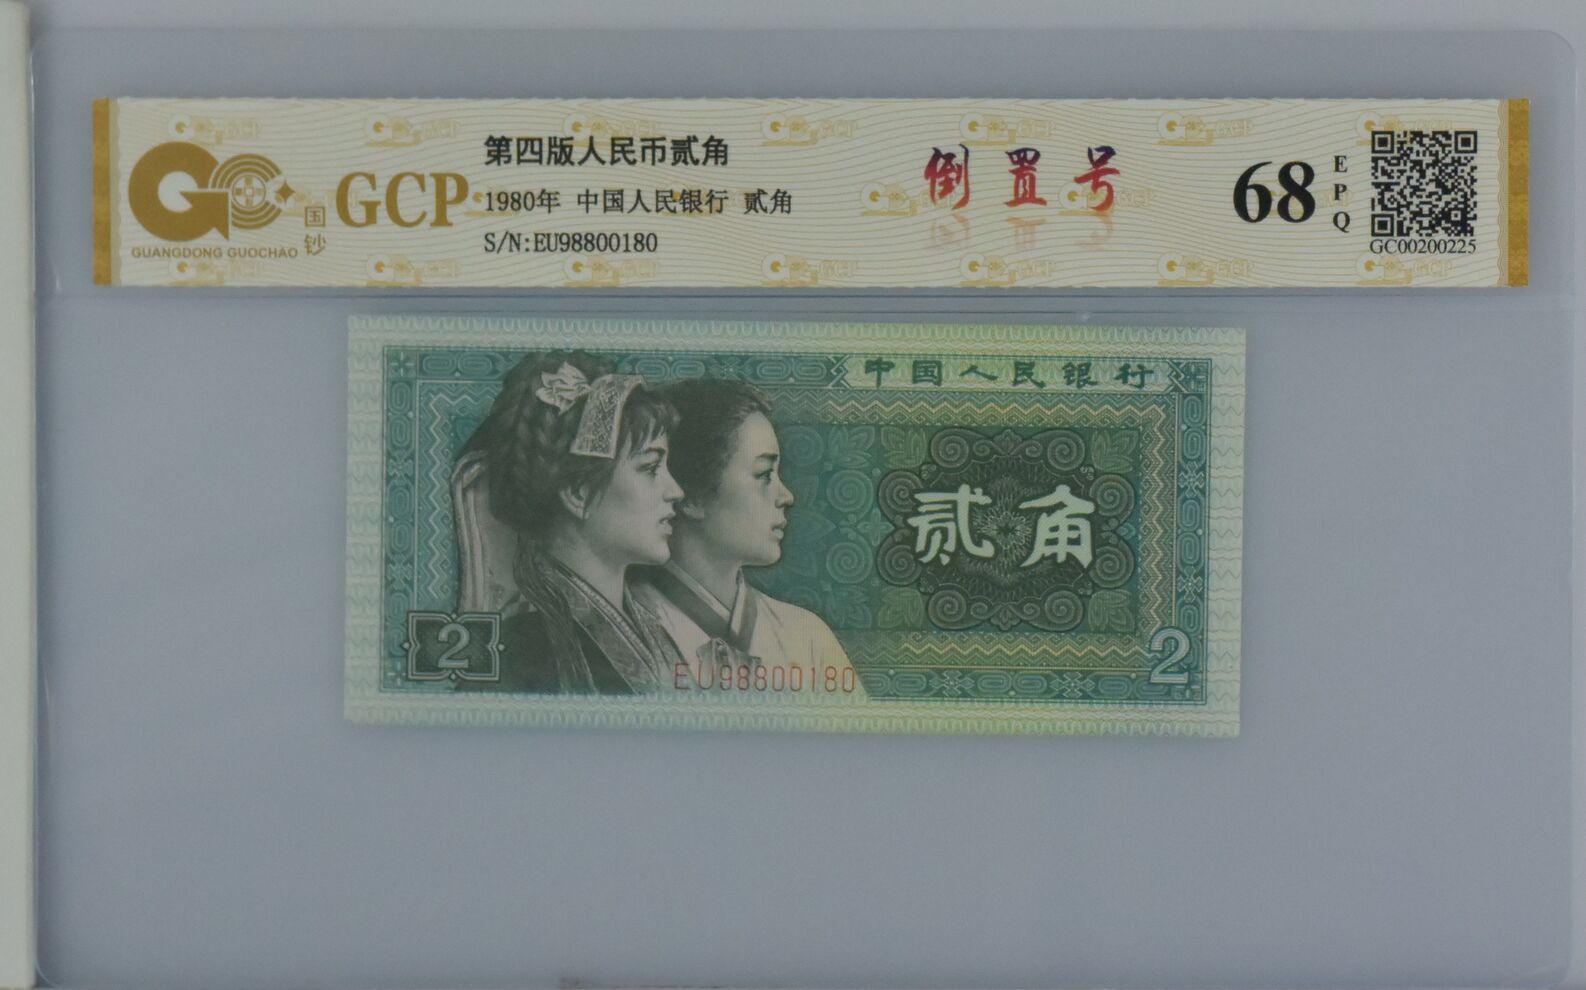 第四版人民币贰角
1980年 中国人民银行 贰角
S/N:EU98800180
GCP
国钞
GUANGDONG GUOCHAO
倒置号
68
EPQ
GC00200225
中国人民银行
贰角
2
2
EU98800180